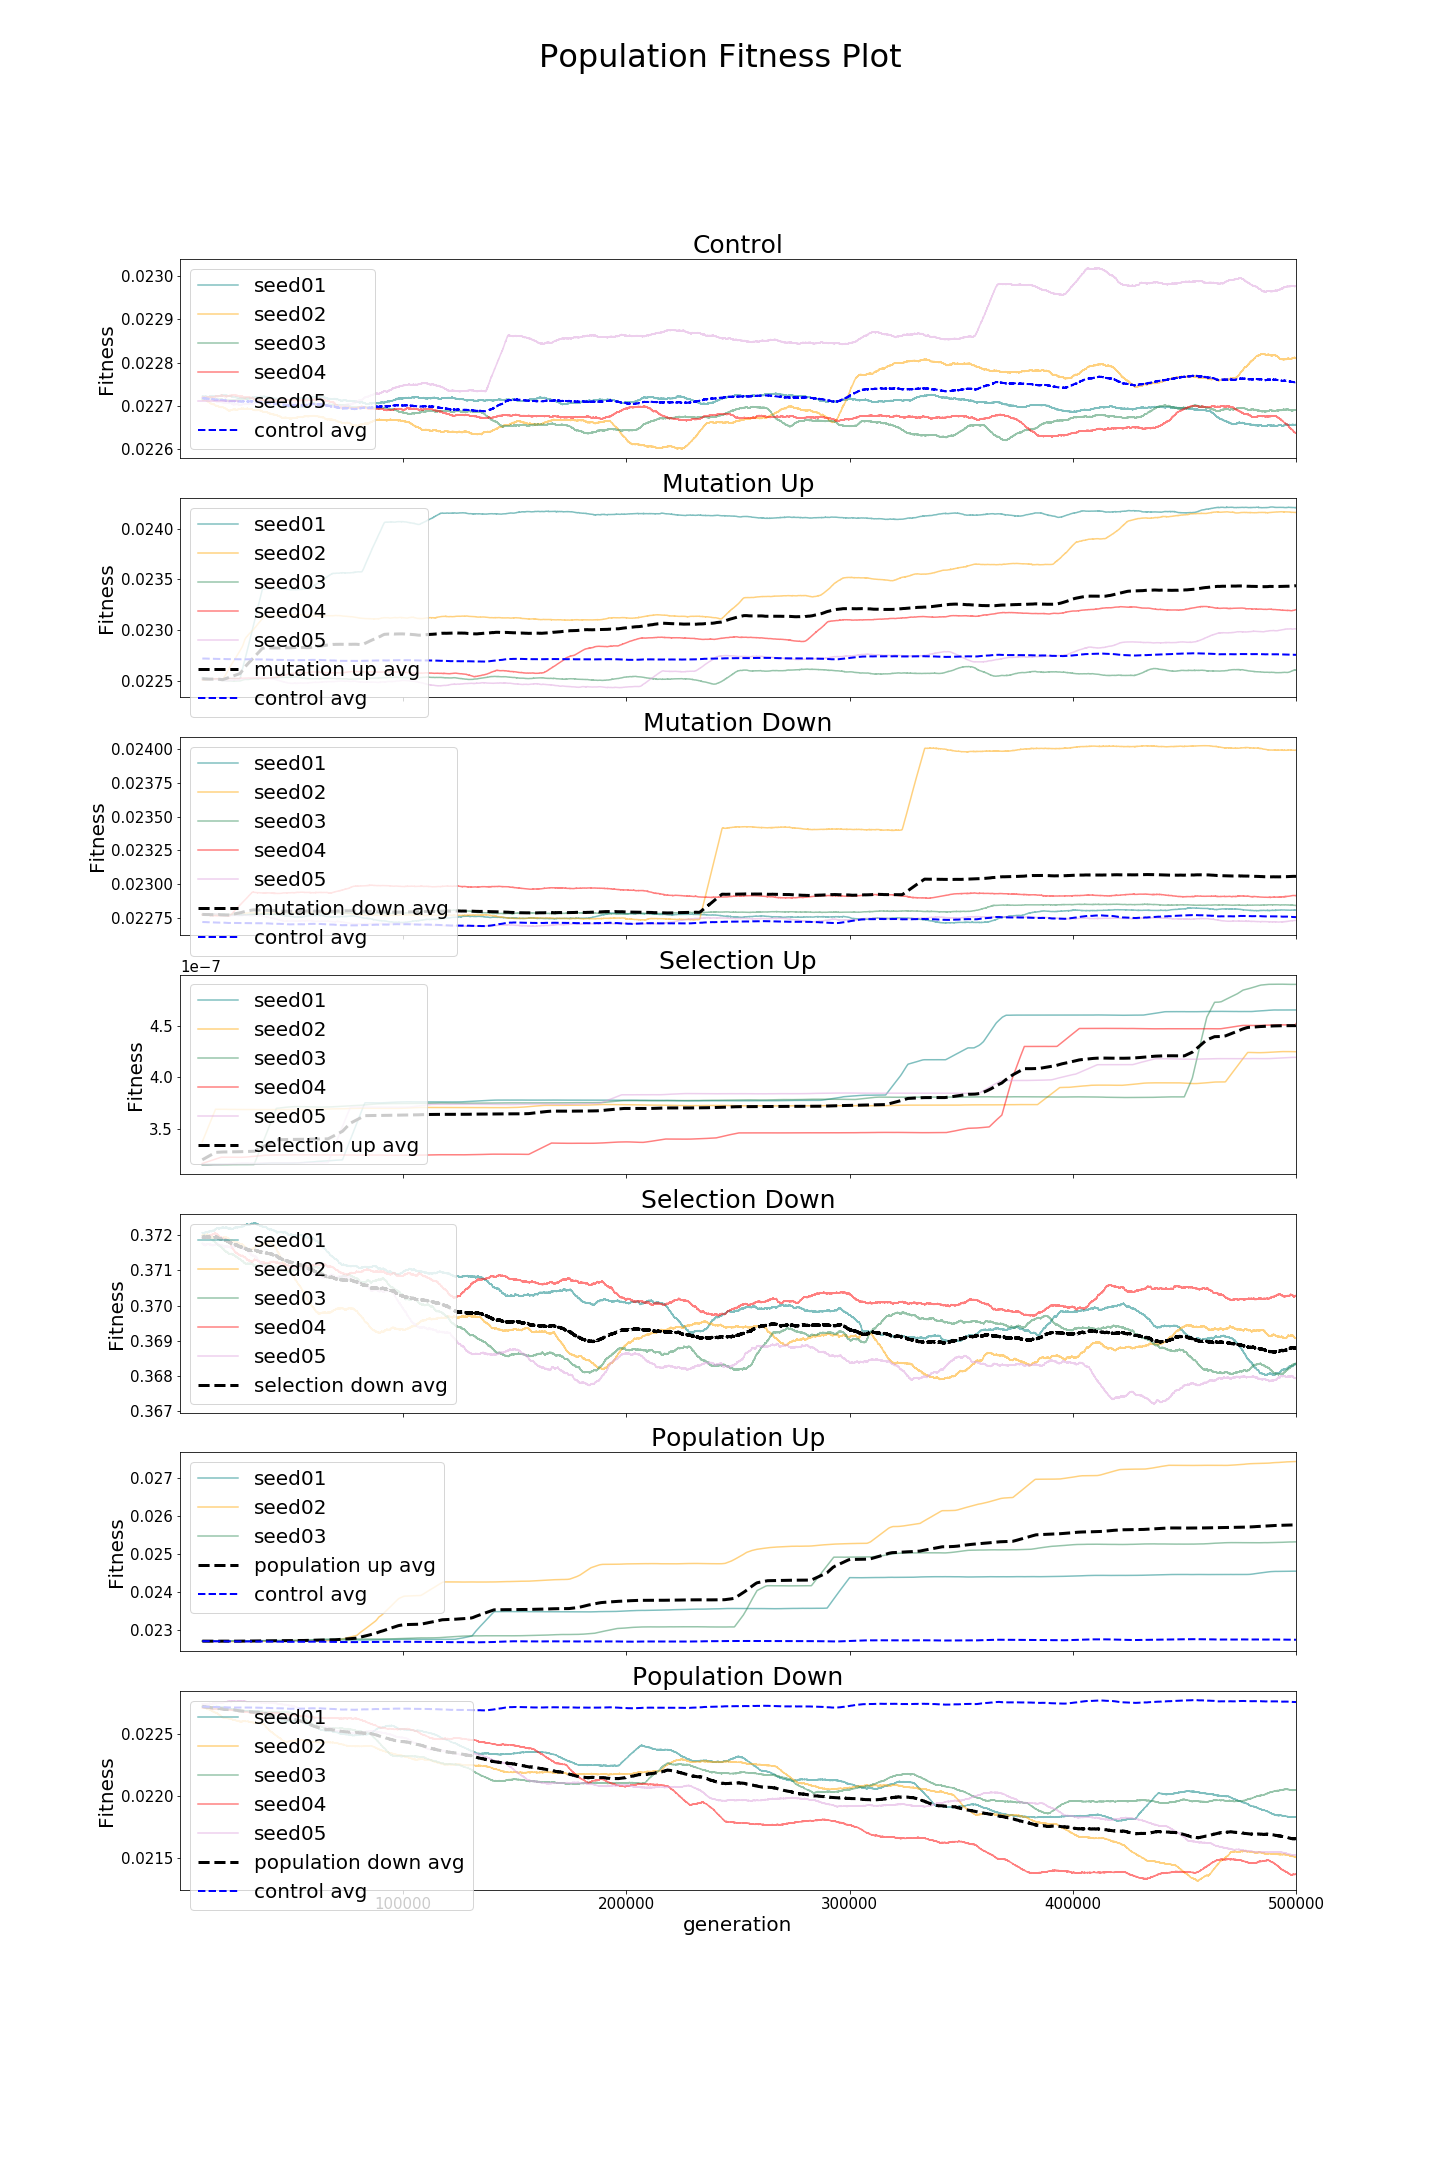 Population Fitness Plot
Control
Fitness
0.0230
0.0229
0.0228
0.0227
0.0226
seed01
seed02
seed03
seed04
seed05
control avg
Mutation Up
Fitness
0.0240
0.0235
0.0230
0.0225
seed01
seed02
seed03
seed04
seed05
mutation up avg
control avg
Mutation Down
Fitness
0.02400
0.02375
0.02350
0.02325
0.02300
0.02275
seed01
seed02
seed03
seed04
seed05
mutation down avg
control avg
Selection Up
1e−7
Fitness
4.5
4.0
3.5
seed01
seed02
seed03
seed04
seed05
selection up avg
Selection Down
Fitness
0.372
0.371
0.370
0.369
0.368
0.367
seed01
seed02
seed03
seed04
seed05
selection down avg
Population Up
Fitness
0.027
0.026
0.025
0.024
0.023
seed01
seed02
seed03
population up avg
control avg
Population Down
Fitness
0.0225
0.0220
0.0215
seed01
seed02
seed03
seed04
seed05
population down avg
control avg
100000 200000 300000 400000 500000
generation